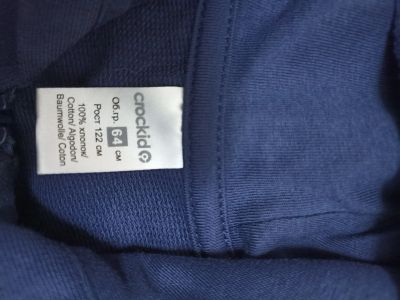 crockid
Об.гр. 64 см
Рост 122 см
100% хлопок/
Cotton/ Algodon/
Baumwolle/ Coton